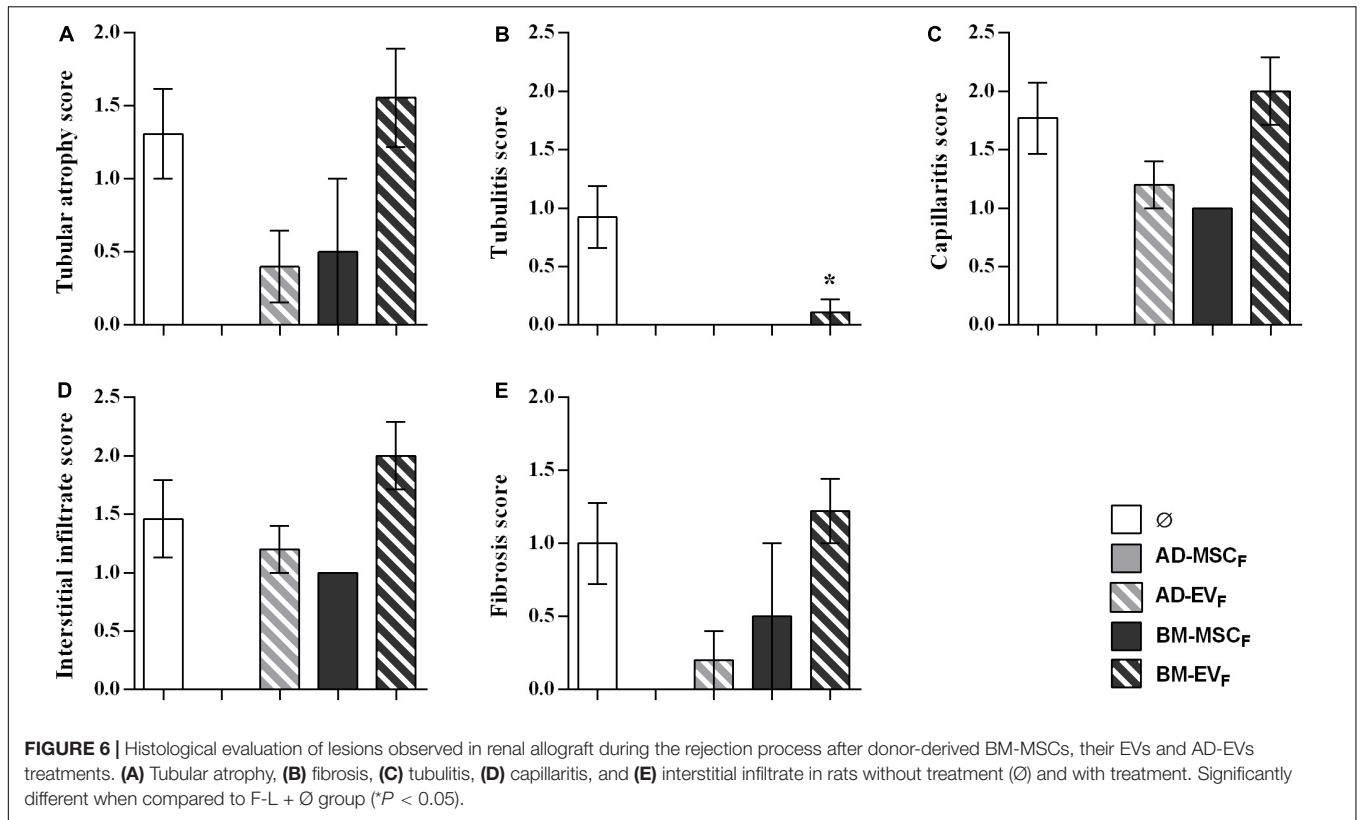 A
Tubular atrophy score
2.0
1.5
1.0
0.5
0.0
B
Tubulitis score
2.5
2.0
1.5
1.0
0.5
0.0
*
C
Capillaritis score
2.5
2.0
1.5
1.0
0.5
0.0
D
Interstitial infiltrate score
2.5
2.0
1.5
1.0
0.5
0.0
E
Fibrosis score
2.0
1.5
1.0
0.5
0.0
Ø
AD-MSCF
AD-EVF
BM-MSCF
BM-EVF
FIGURE 6 | Histological evaluation of lesions observed in renal allograft during the rejection process after donor-derived BM-MSCs, their EVs and AD-EVs
treatments. (A) Tubular atrophy, (B) fibrosis, (C) tubulitis, (D) capillaritis, and (E) interstitial infiltrate in rats without treatment (Ø) and with treatment. Significantly
different when compared to F-L + Ø group (*P < 0.05).